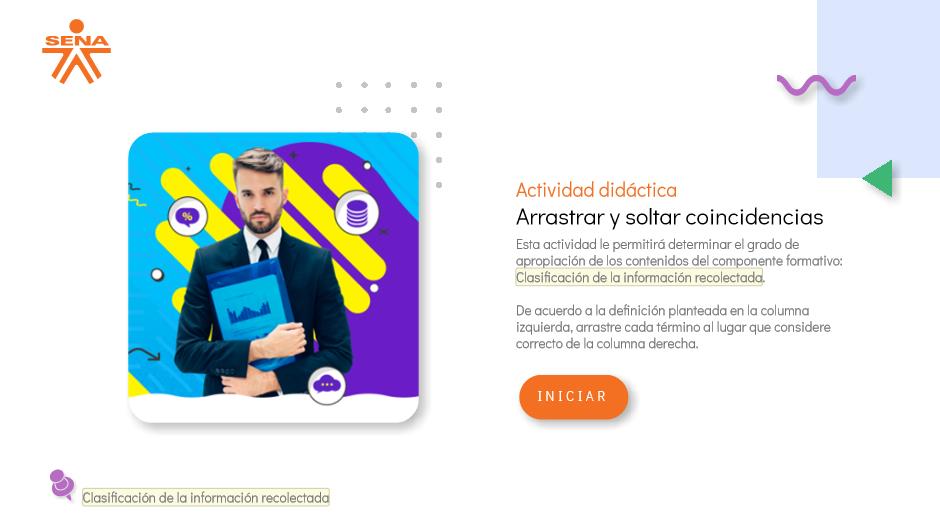 SENA
%
Actividad didáctica
Arrastrar y soltar coincidencias
Esta actividad le permitirá determinar el grado de
apropiación de los contenidos del componente formativo:
Clasificación de la información recolectada.
De acuerdo a la definición planteada en la columna
izquierda, arrastre cada término al lugar que considere
correcto de la columna derecha.
INICIAR
Clasificación de la información recolectada